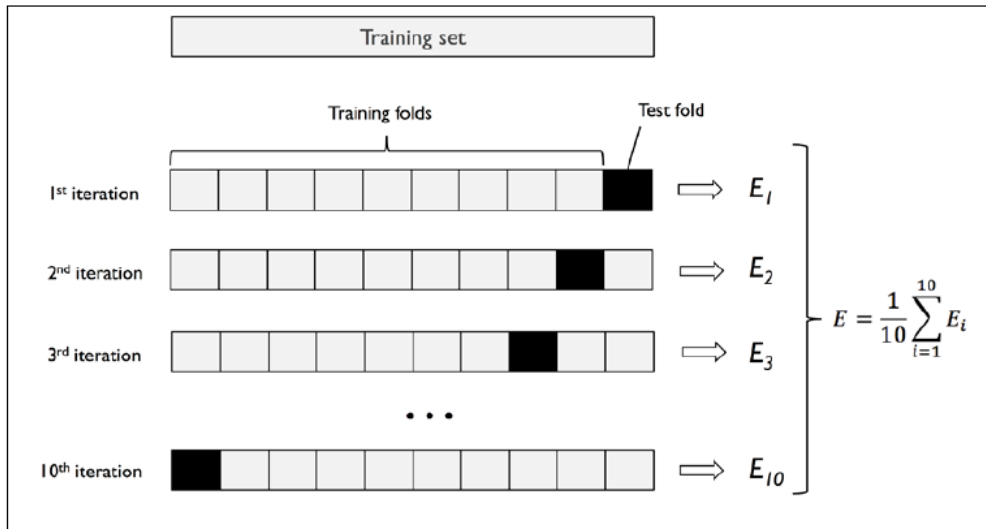 Training set
Training folds
Test fold
1st iteration
E1
2nd iteration
E2
E = 1/10 10∑i=1 Ei
3rd iteration
E3
• • •
10th iteration
E10